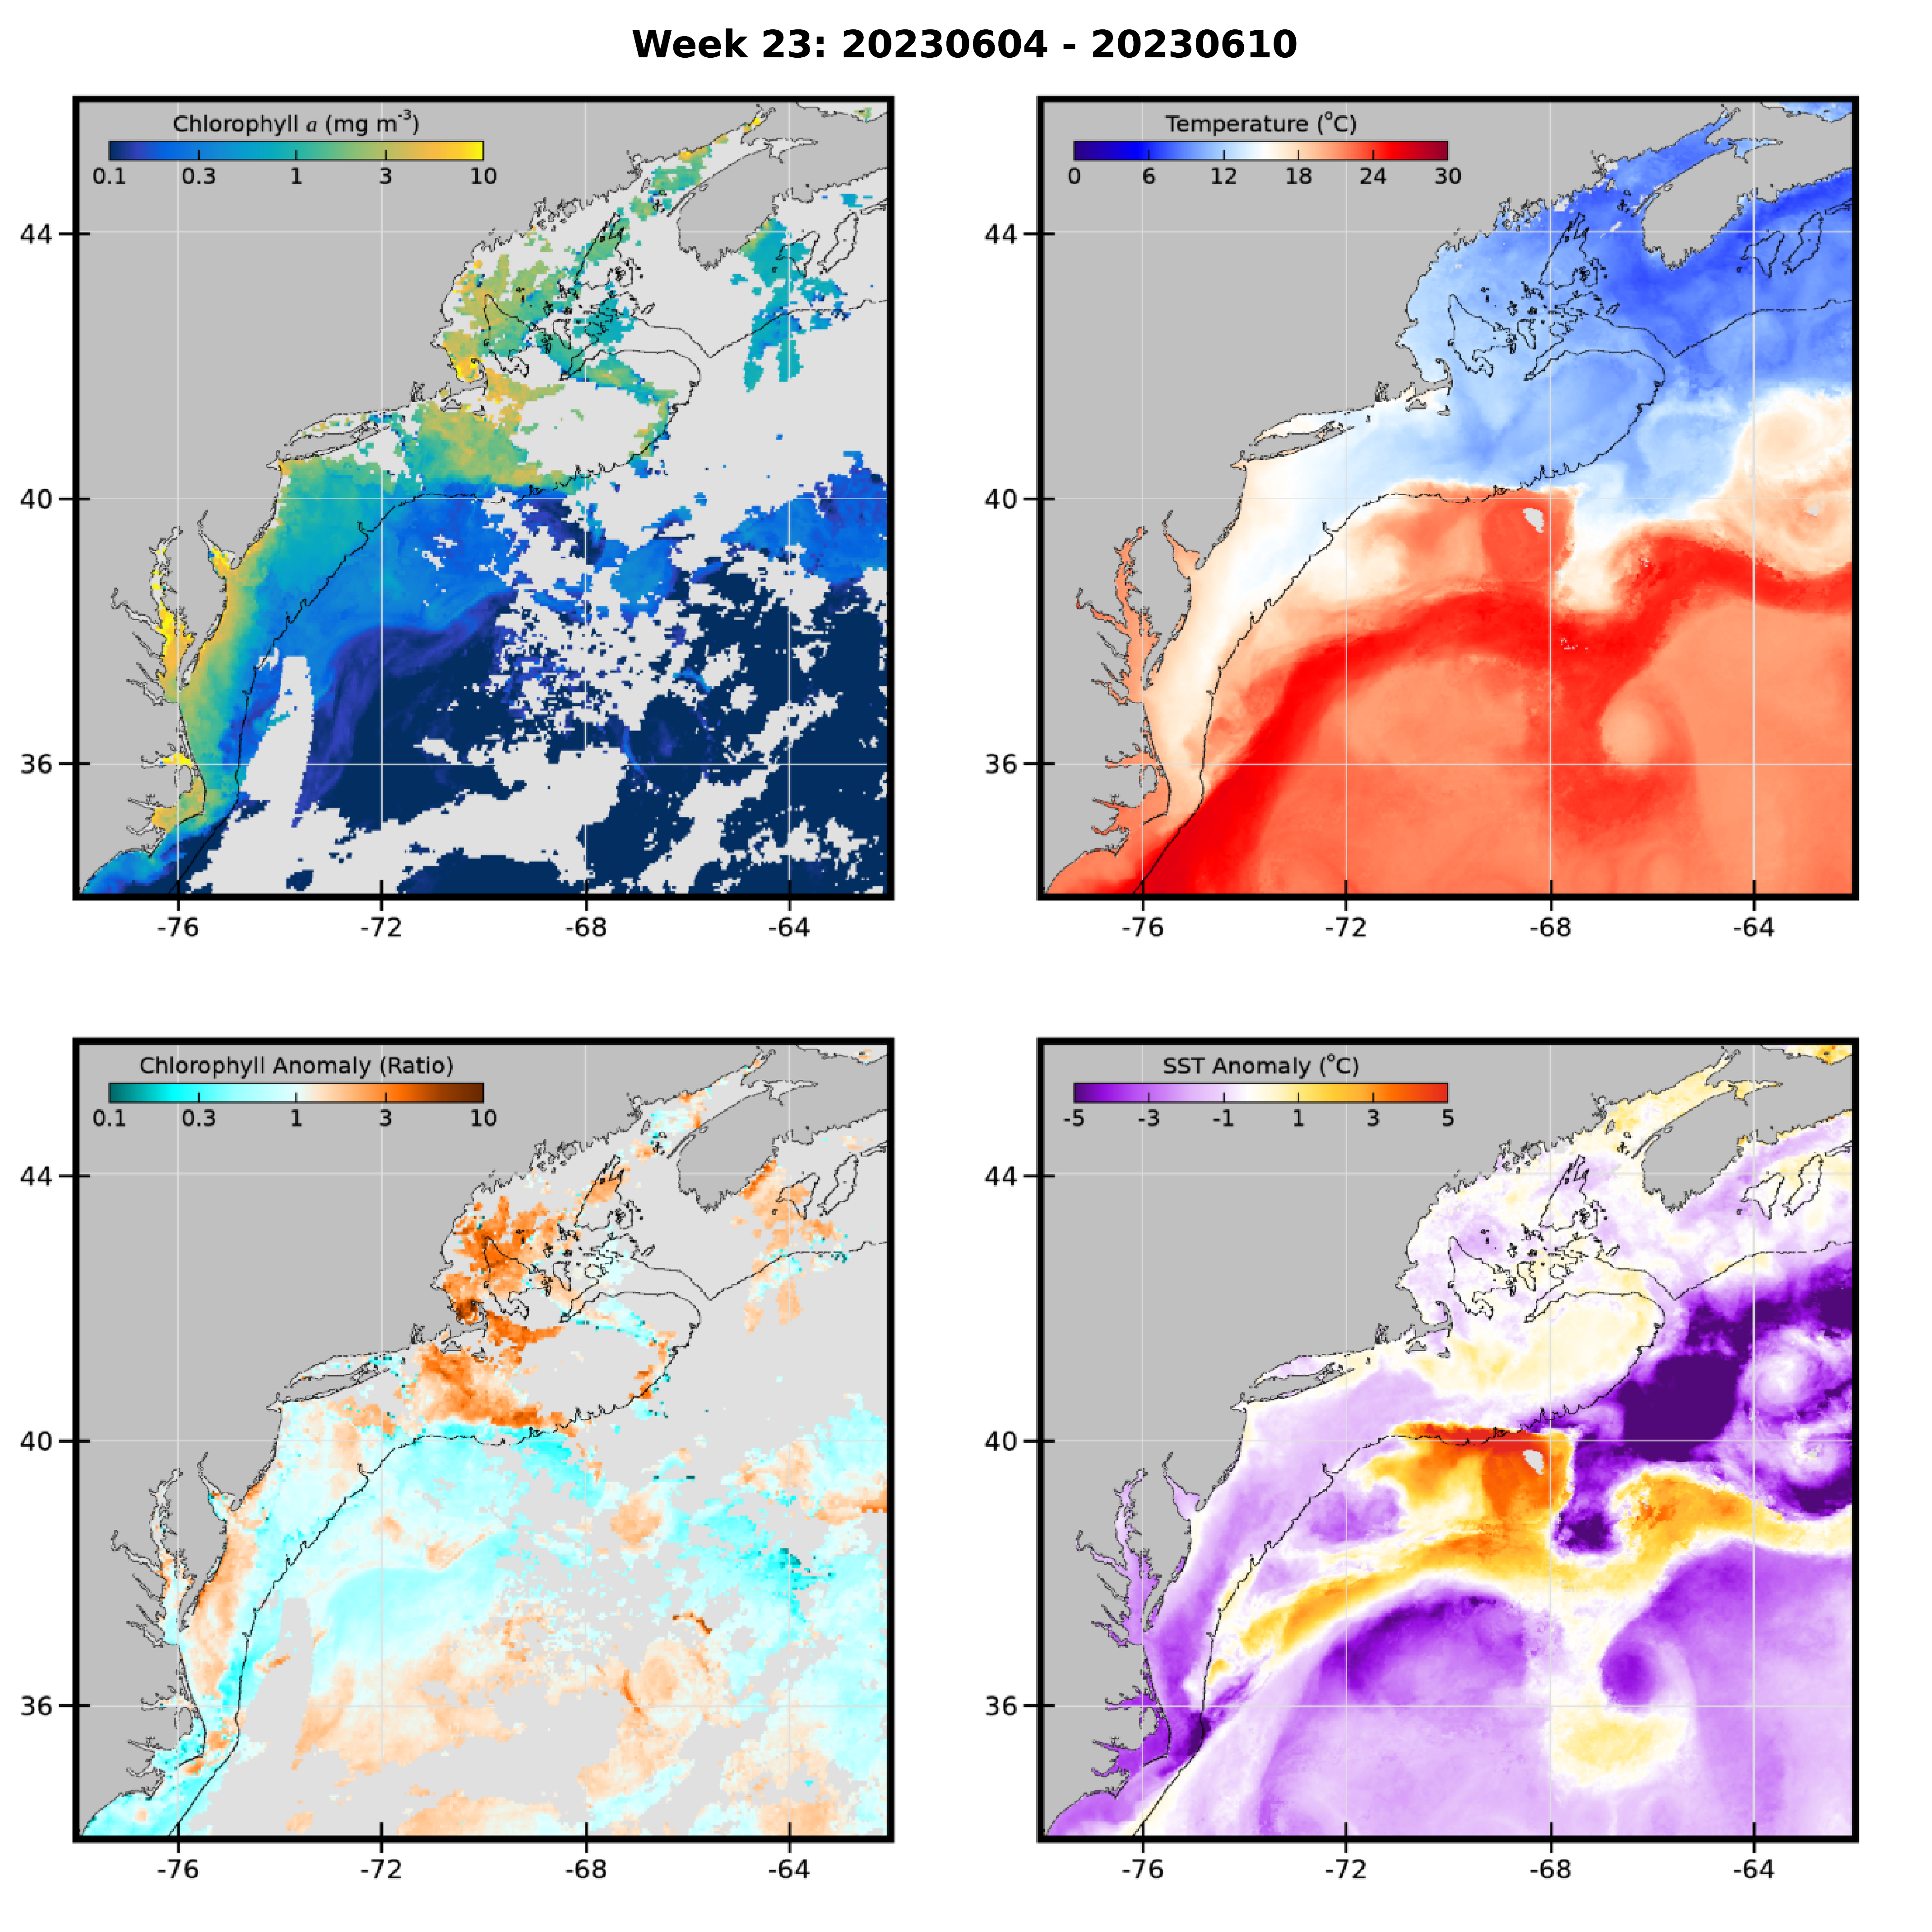 Week 23: 20230604 - 20230610
Chlorophyll a (mg m-3)
0.1 0.3 1 3 10
44
40
36
-76 -72 -68 -64
Temperature (oC)
0 6 12 18 24 30
44
40
36
-76 -72 -68 -64
Chlorophyll Anomaly (Ratio)
0.1 0.3 1 3 10
44
40
36
-76 -72 -68 -64
SST Anomaly (oC)
-5 -3 -1 1 3 5
44
40
36
-76 -72 -68 -64